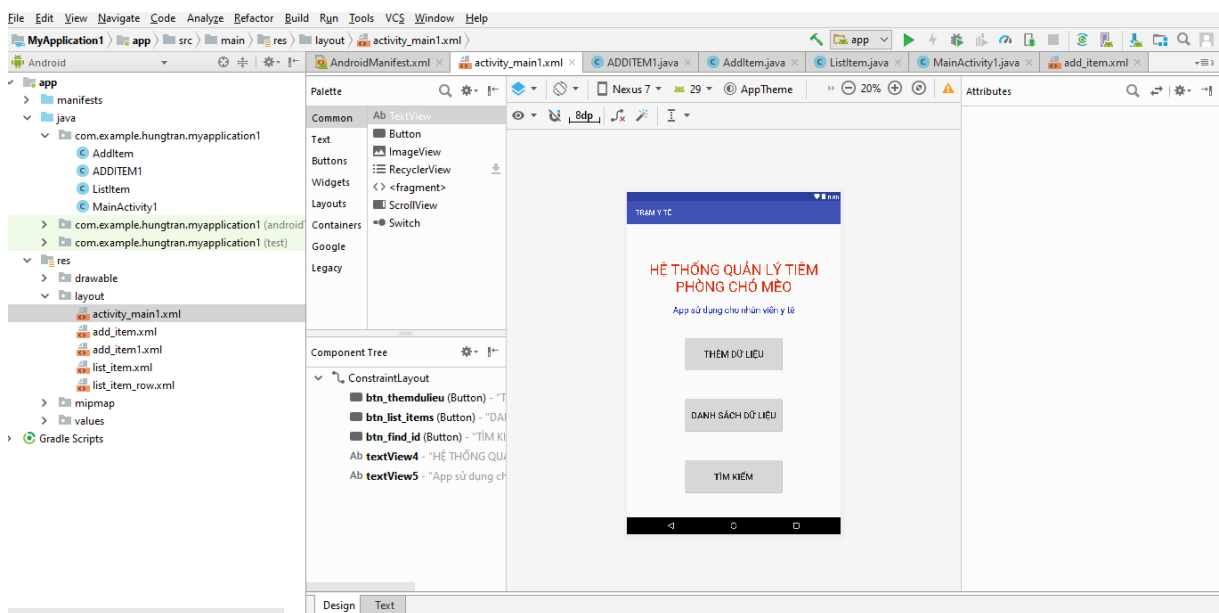 File Edit View Navigate Code Analyze Refactor Build Run Tools VCS Window Help
MyApplication1 app src main res layout activity_main1.xml app
Android AndroidManifest.xml activity_main1.xml ADDITEM1.java AddItem.java ListItem.java MainActivity1.java add_item.xml
app
manifests
java
com.example.hungtran.myapplication1
AddItem
ADDITEM1
ListItem
MainActivity1
com.example.hungtran.myapplication1 (android
com.example.hungtran.myapplication1 (test)
res
drawable
layout
activity_main1.xml
add_item.xml
add_item1.xml
list_item.xml
list_item_row.xml
mipmap
values
Gradle Scripts
Palette
Common
Text
Buttons
Widgets
Layouts
Containers
Google
Legacy
Ab TextView
Button
ImageView
RecyclerView
<fragment>
ScrollView
Switch
Component Tree
ConstraintLayout
btn_themdulieu (Button) - "T
btn_list_items (Button) - "DA
btn_find_id (Button) - "TÌM KI
Ab textView4 - "HỆ THỐNG QU
Ab textView5 - "App sử dụng ch
Nexus 7 29 AppTheme 20%
8dp
TRẠM Y TẾ
HỆ THỐNG QUẢN LÝ TIÊM
PHÒNG CHÓ MÈO
App sử dụng cho nhân viên y tế
THÊM DỮ LIỆU
DANH SÁCH DỮ LIỆU
TÌM KIẾM
Attributes
Design Text